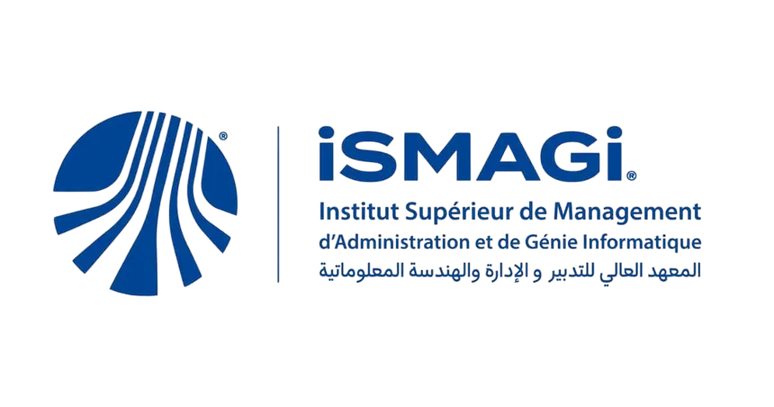 iSMAGi®
Institut Supérieur de Management
d'Administration et de Génie Informatique
المعهد العالي للتدبير و الإدارة والهندسة المعلوماتية
®